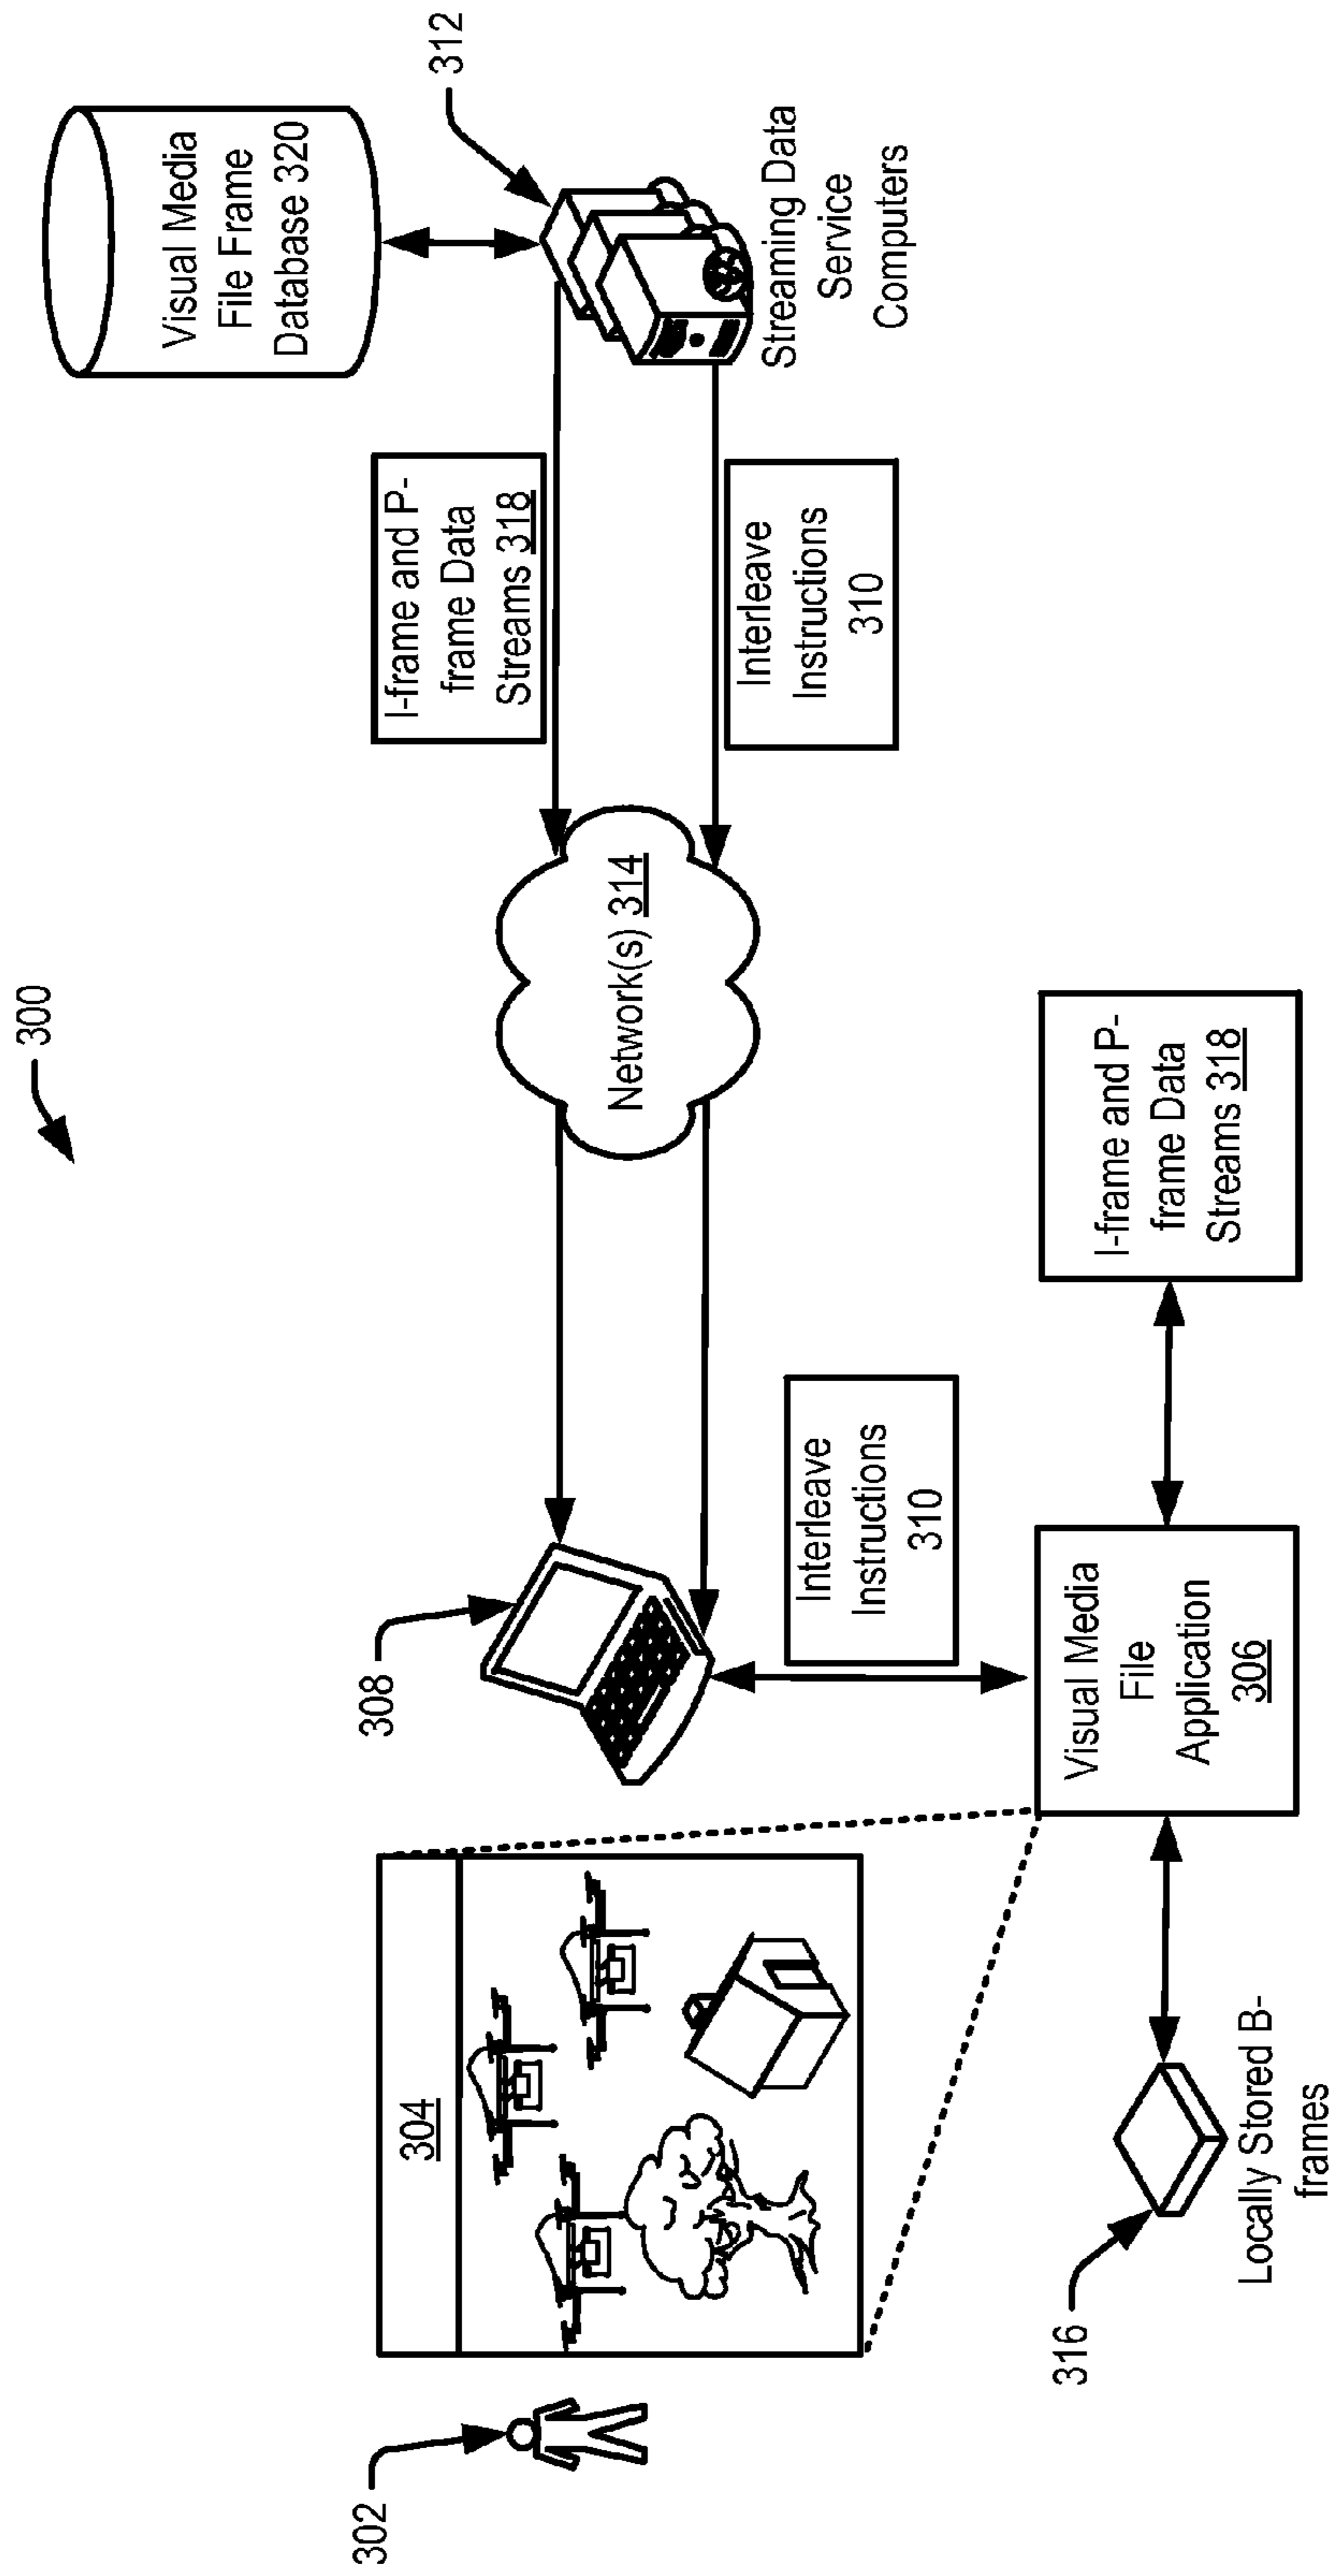 300
302
304
308
312
Visual Media
File Frame
Database 320
I-frame and P-
frame Data
Streams 318
Network(s) 314
Interleave
Instructions
310
Streaming Data
Service
Computers
Interleave
Instructions
310
316
Locally Stored B-
frames
Visual Media
File
Application
306
I-frame and P-
frame Data
Streams 318